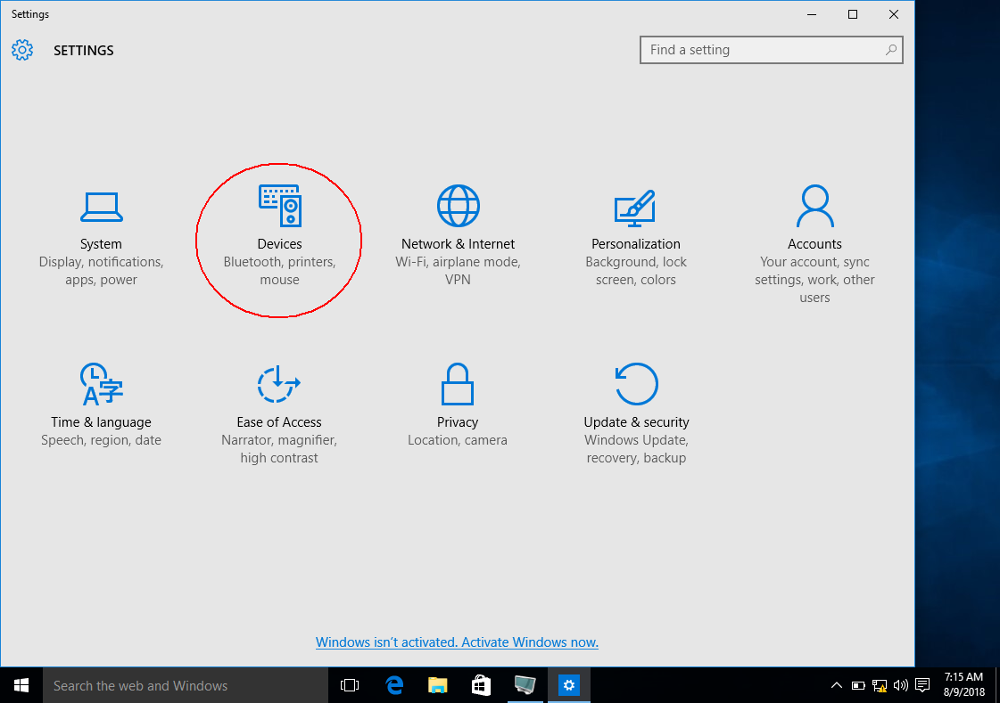 Settings
SETTINGS
Find a setting
System
Display, notifications,
apps, power
Devices
Bluetooth, printers,
mouse
Network & Internet
Wi-Fi, airplane mode,
VPN
Personalization
Background, lock
screen, colors
Accounts
Your account, sync
settings, work, other
users
A字
Time & language
Speech, region, date
Ease of Access
Narrator, magnifier,
high contrast
Privacy
Location, camera
Update & security
Windows Update,
recovery, backup
Windows isn't activated. Activate Windows now.
Search the web and Windows
7:15 AM
8/9/2018